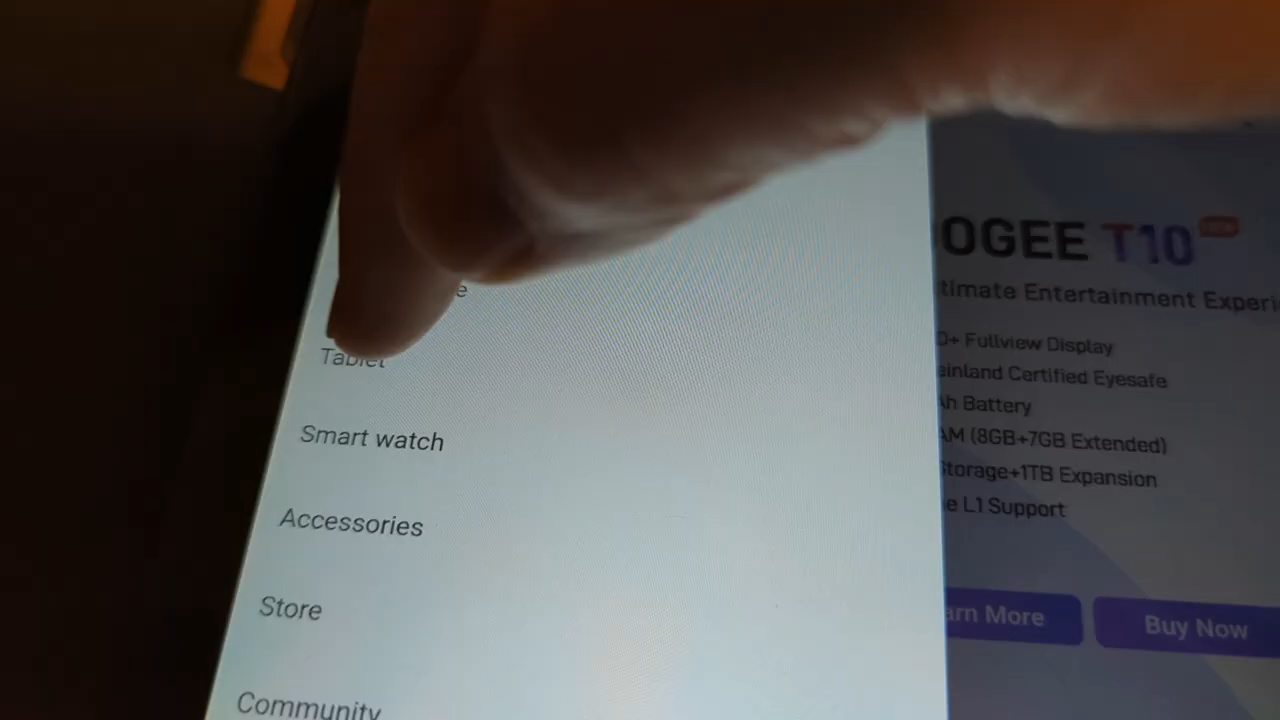 Tablet
Smart watch
Accessories
Store
Community
OGEE T10
timate Entertainment Experi
D+ Fullview Display
einland Certified Eyesafe
Ah Battery
AM (8GB+7GB Extended)
Storage+1TB Expansion
e L1 Support
arn More
Buy Now